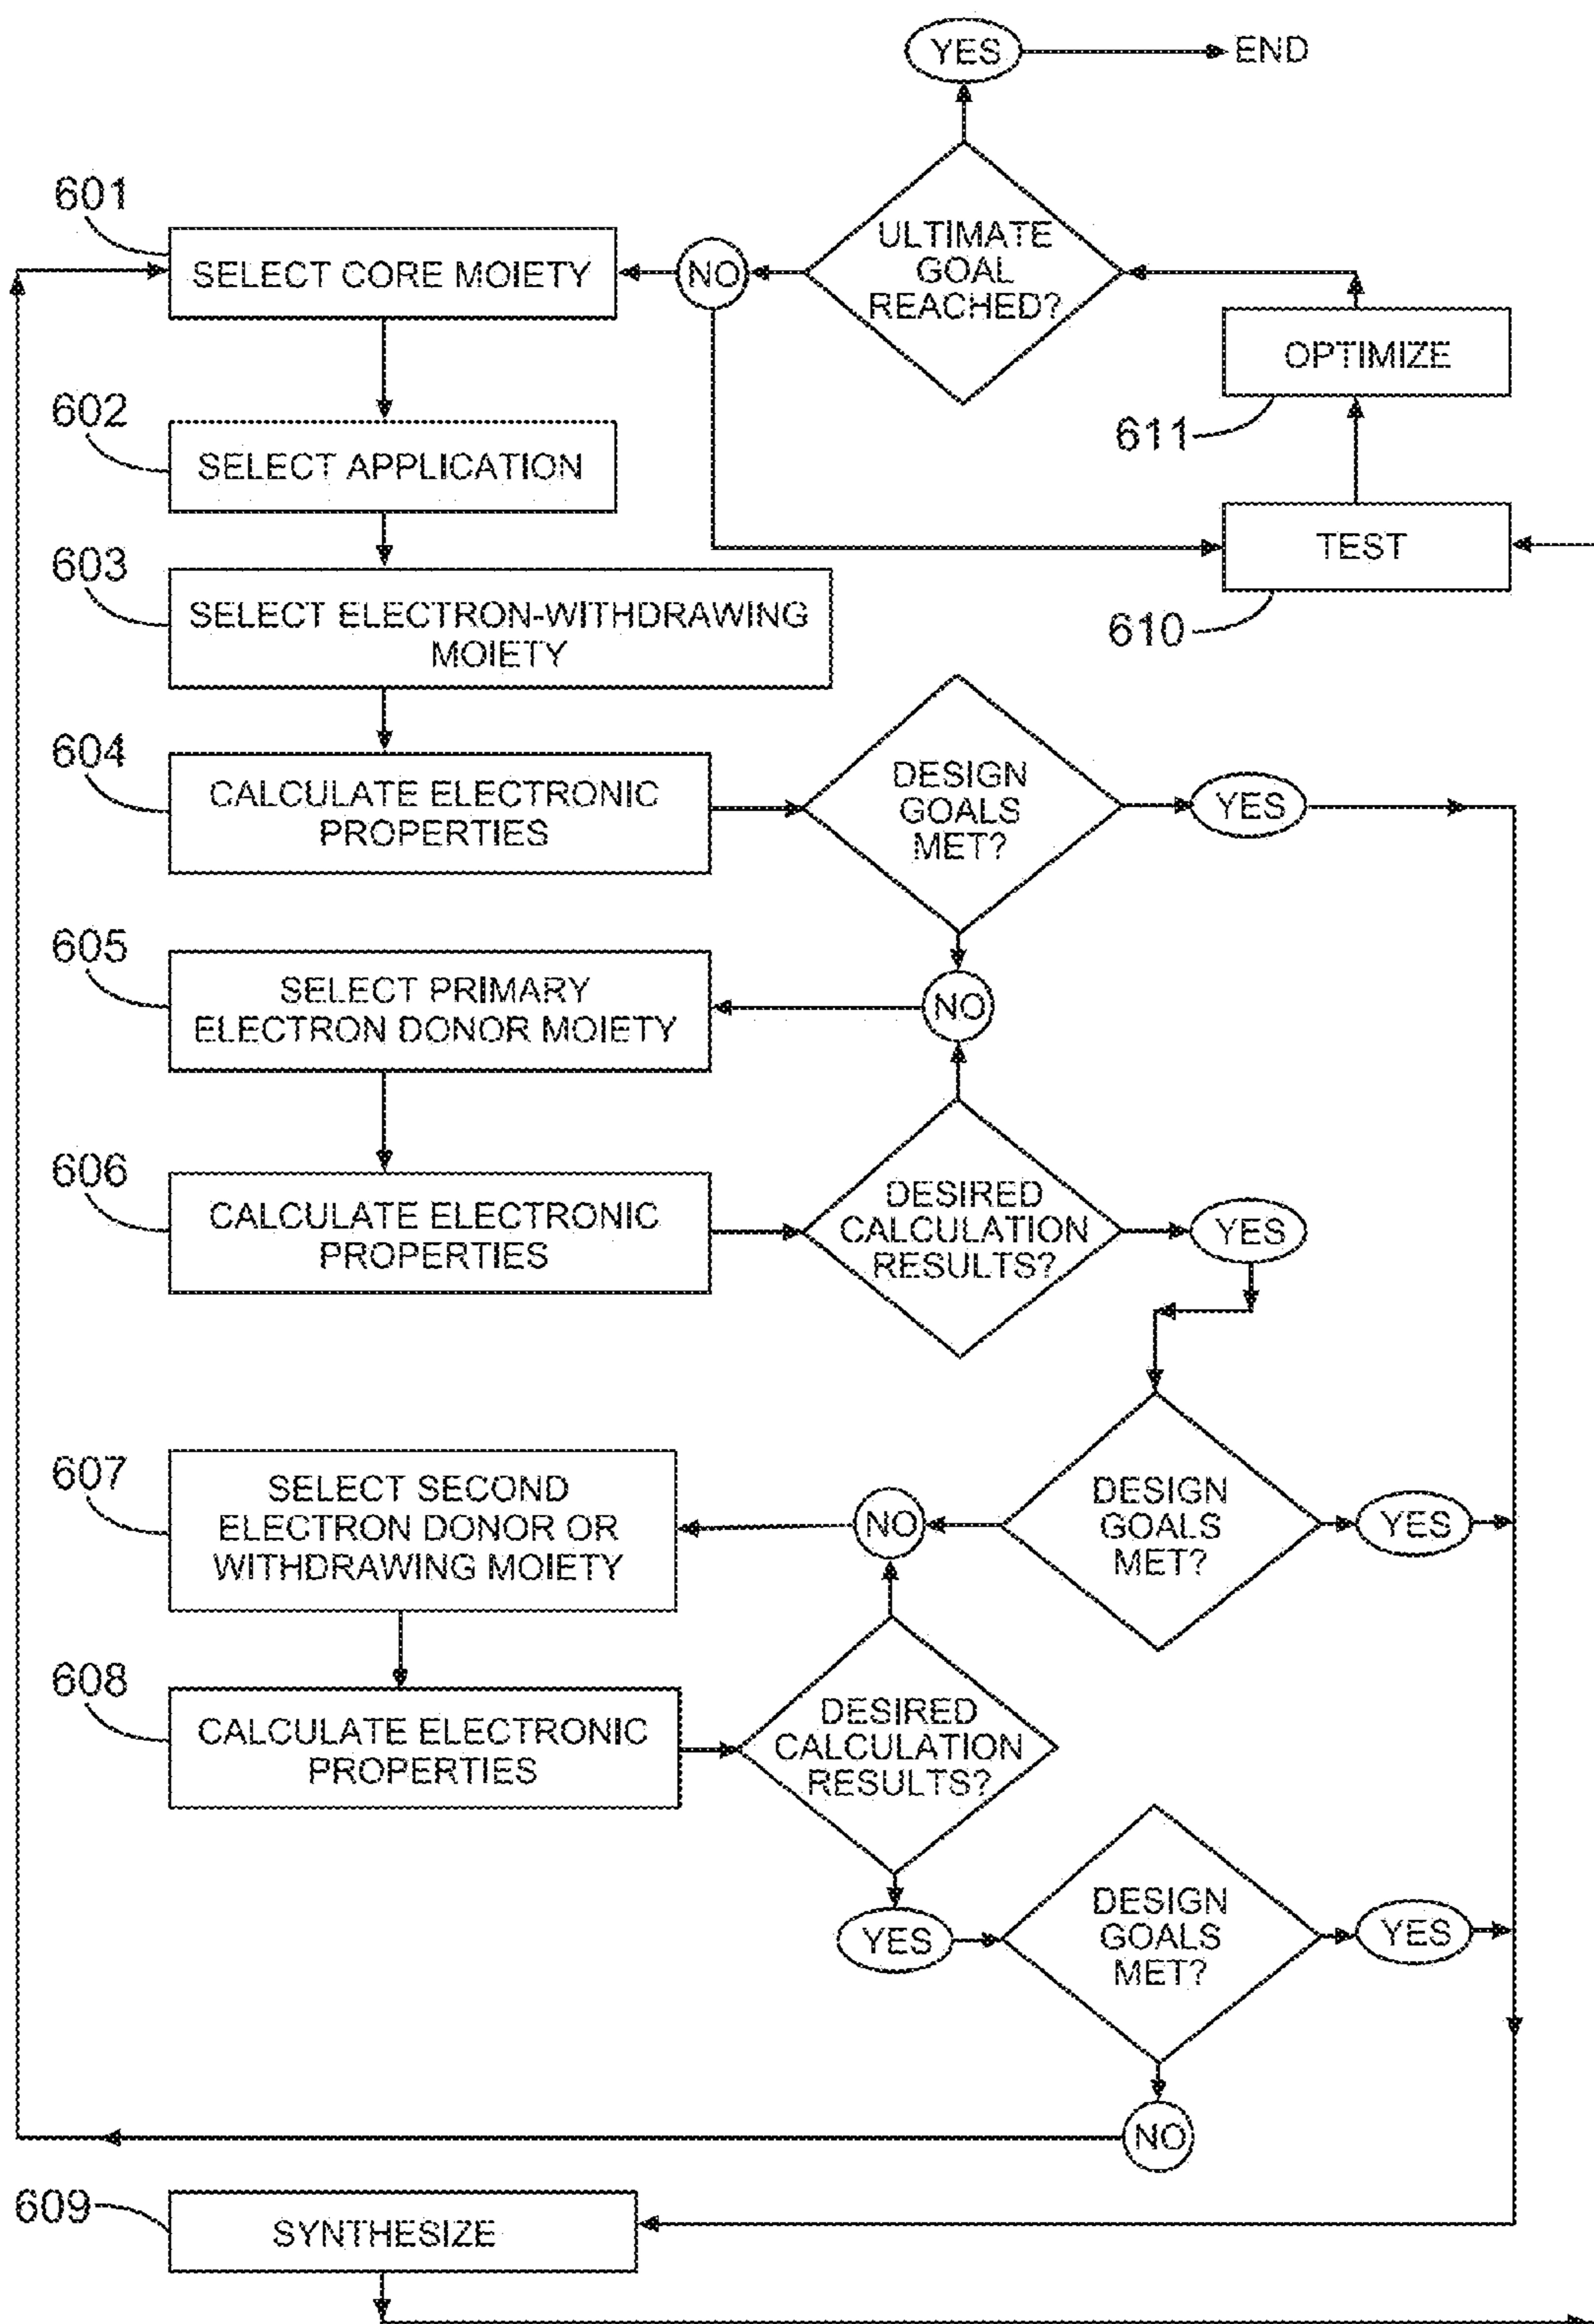 YES
END
601
SELECT CORE MOIETY
NO
ULTIMATE
GOAL
REACHED?
OPTIMIZE
611
602
SELECT APPLICATION
TEST
610
603
SELECT ELECTRON-WITHDRAWING
MOIETY
604
CALCULATE ELECTRONIC
PROPERTIES
DESIGN
GOALS
MET?
YES
605
SELECT PRIMARY
ELECTRON DONOR MOIETY
NO
606
CALCULATE ELECTRONIC
PROPERTIES
DESIRED
CALCULATION
RESULTS?
YES
607
SELECT SECOND
ELECTRON DONOR OR
WITHDRAWING MOIETY
NO
DESIGN
GOALS
MET?
YES
608
CALCULATE ELECTRONIC
PROPERTIES
DESIRED
CALCULATION
RESULTS?
YES
DESIGN
GOALS
MET?
YES
NO
609
SYNTHESIZE